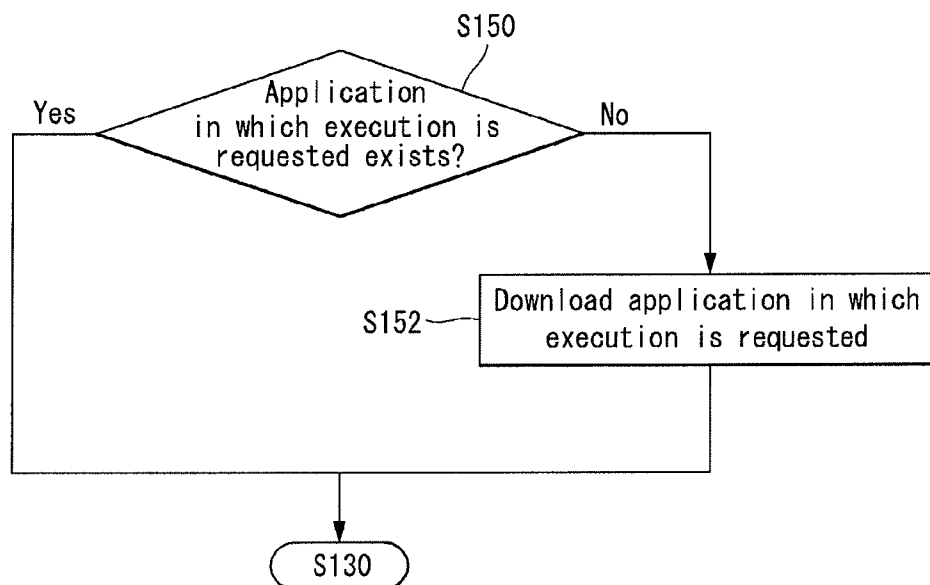 S150
Application
in which execution is
requested exists?
Yes
No
Download application in which
execution is requested
S152
S130